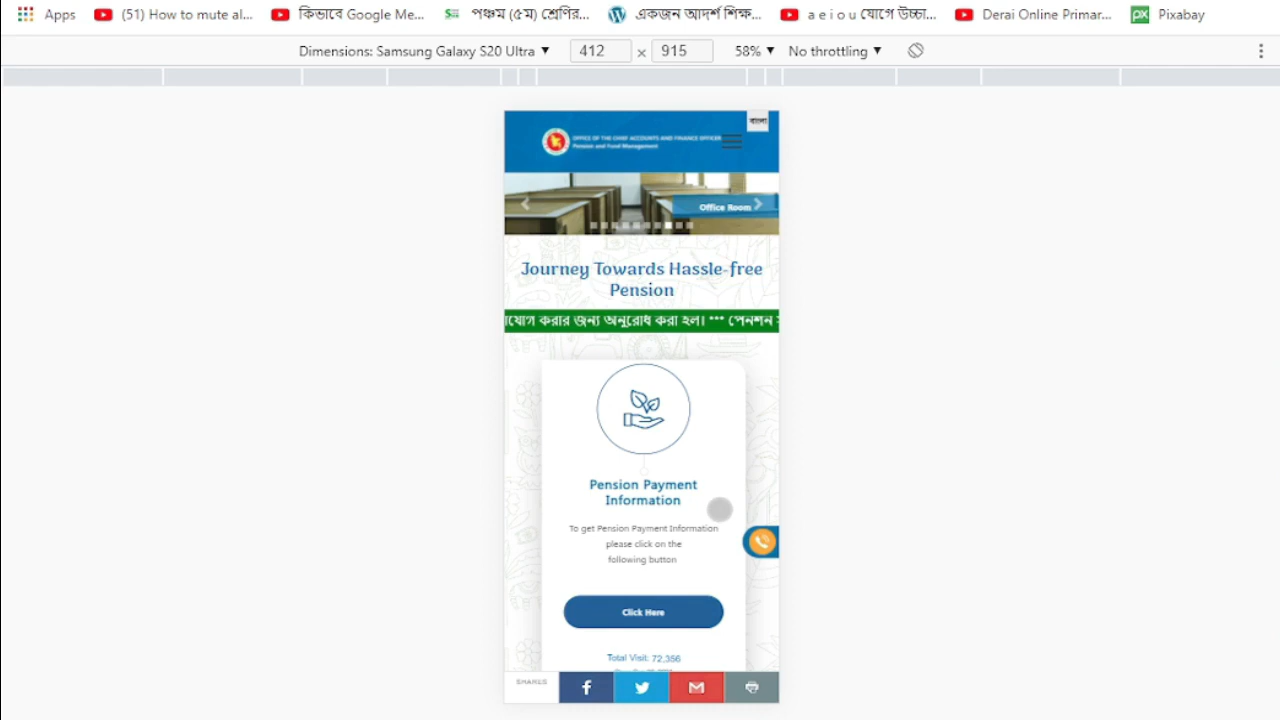 Apps (51) How to mute al... কিভাবে Google Me... পঞ্চম (৫ম) শ্রেণির... একজন আদর্শ শিক্ষ... a e i o u যোগে উচ্চা... Derai Online Primar... px Pixabay
Dimensions: Samsung Galaxy S20 Ultra 412 x 915 58% No throttling
বাংলা
OFFICE OF THE CHIEF ACCOUNTS AND FINANCE OFFICER
Pension and Fund Management
Office Room
Journey Towards Hassle-free
Pension
যোগ করার জন্য অনুরোধ করা হল। *** পেনশন
Pension Payment
Information
To get Pension Payment Information
please click on the
following button
Click Here
Total Visit: 72,356
SHARES